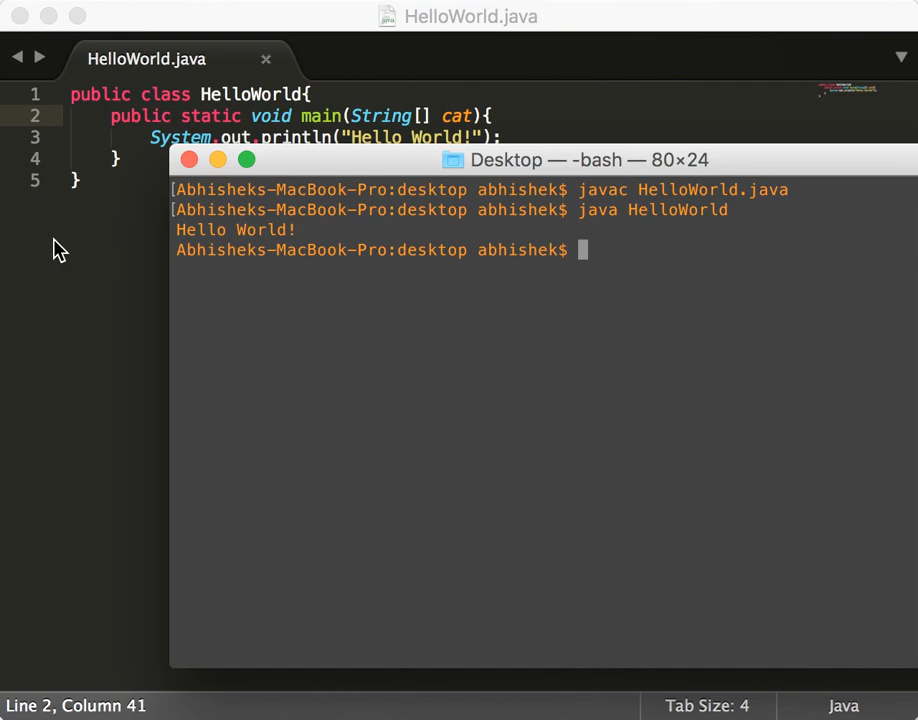 HelloWorld.java
HelloWorld.java
1 public class HelloWorld{
2 public static void main(String[] cat){
3 System.out.println("Hello World!");
4 }
5 }
Desktop — -bash — 80×24
[Abhisheks-MacBook-Pro:desktop abhishek$ javac HelloWorld.java
[Abhisheks-MacBook-Pro:desktop abhishek$ java HelloWorld
Hello World!
Abhisheks-MacBook-Pro:desktop abhishek$
Line 2, Column 41
Tab Size: 4
Java